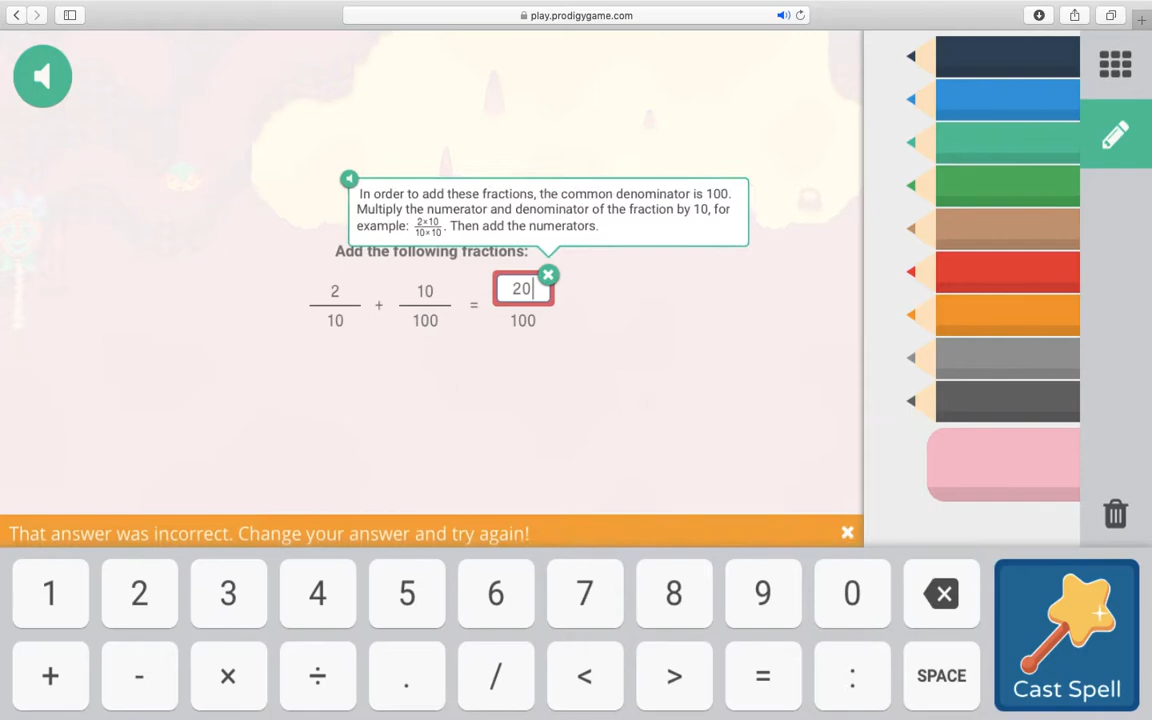 play.prodigygame.com
In order to add these fractions, the common denominator is 100.
Multiply the numerator and denominator of the fraction by 10, for
example: 2×10/10×10. Then add the numerators.
Add the following fractions:
2/10 + 10/100 = 20/100
That answer was incorrect. Change your answer and try again!
1 2 3 4 5 6 7 8 9 0
+ - × ÷ . / < > = : SPACE
Cast Spell